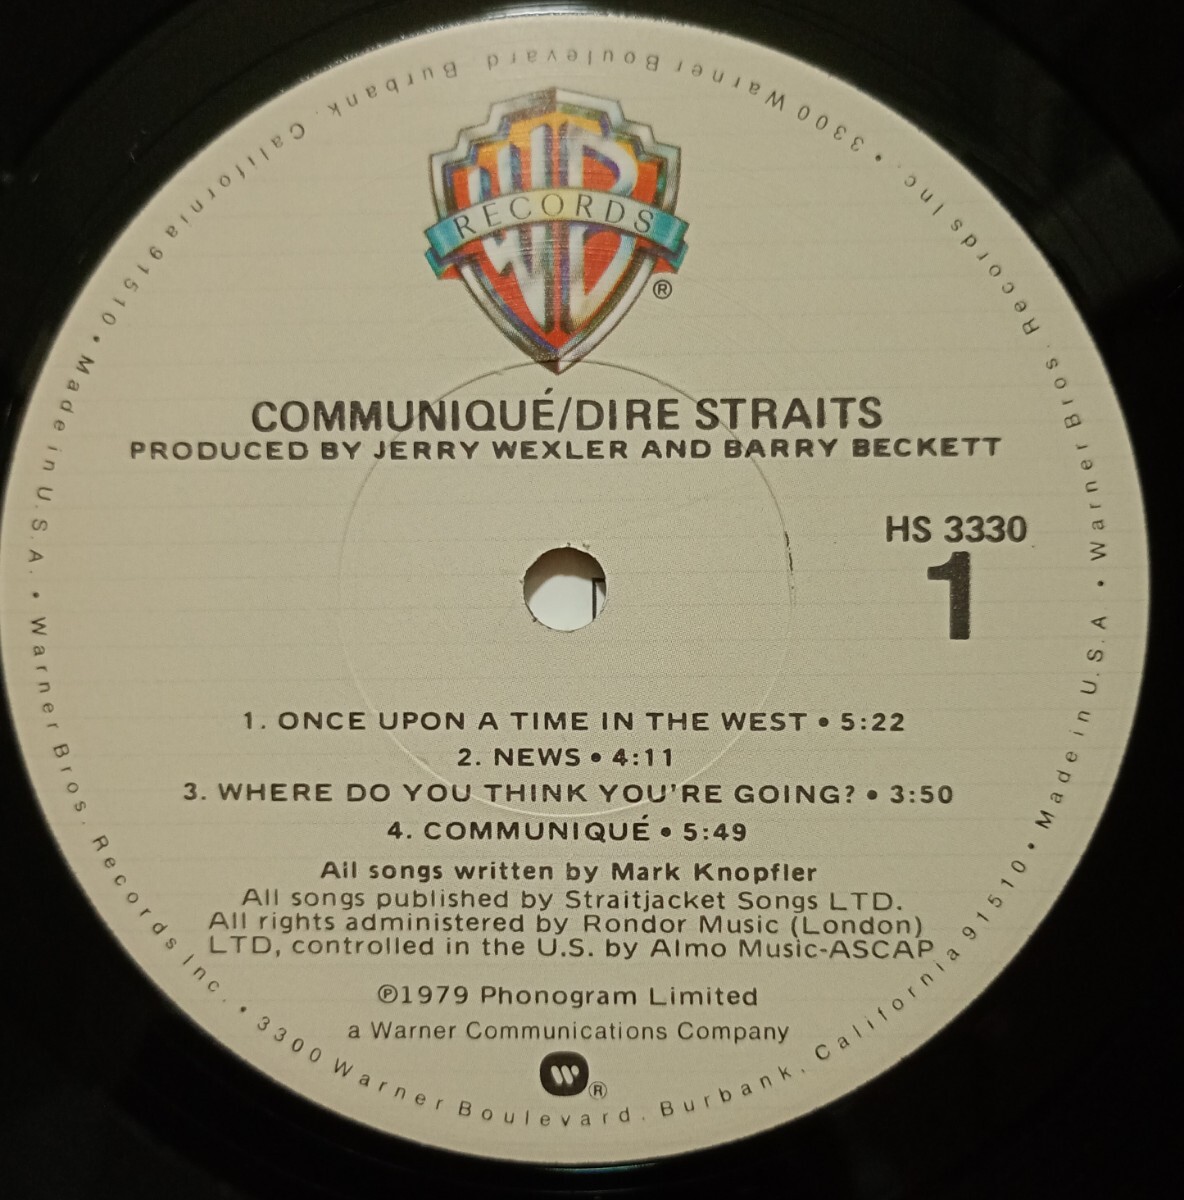 WB
RECORDS
®
COMMUNIQUÉ/DIRE STRAITS
PRODUCED BY JERRY WEXLER AND BARRY BECKETT
HS 3330
1
1. ONCE UPON A TIME IN THE WEST • 5:22
2. NEWS • 4:11
3. WHERE DO YOU THINK YOU'RE GOING? • 3:50
4. COMMUNIQUÉ • 5:49
All songs written by Mark Knopfler
All songs published by Straitjacket Songs LTD.
All rights administered by Rondor Music (London)
LTD, controlled in the U.S. by Almo Music-ASCAP
℗1979 Phonogram Limited
a Warner Communications Company
W ®
Warner Bros. Records Inc. • 3300 Warner Boulevard. Burbank. California 91510 • Made in U.S.A. • Warner Bros. Records Inc. • 3300 Warner Boulevard. Burbank. California 91510 • Made in U.S.A •